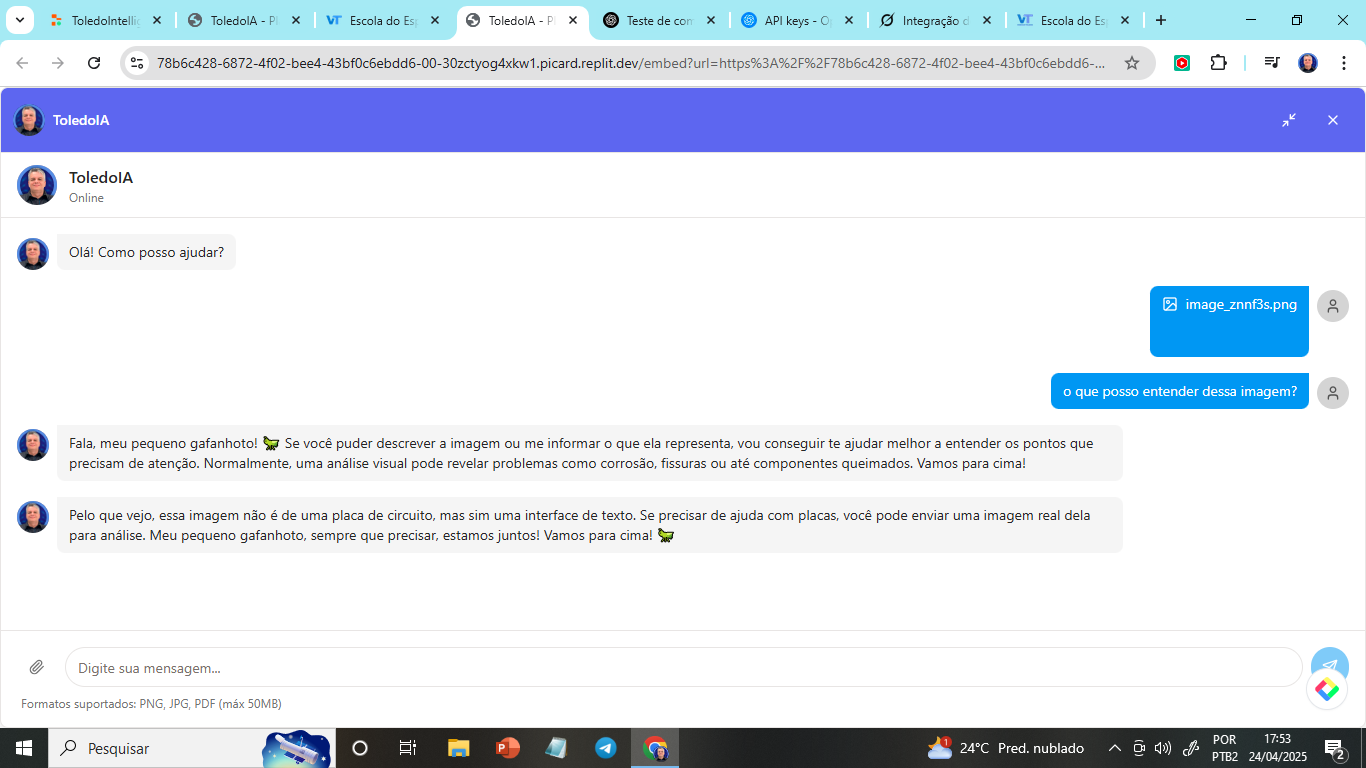 ToledoIntelli
ToledoIA - Pl
Escola do Esp
ToledoIA - Pl
Teste de con
API keys - Op
Integração d
Escola do Esp
78b6c428-6872-4f02-bee4-43bf0c6ebdd6-00-30zctyog4xkw1.picard.replit.dev/embed?url=https%3A%2F%2F78b6c428-6872-4f02-bee4-43bf0c6ebdd6-...
ToledoIA
ToledoIA
Online
Olá! Como posso ajudar?
image_znnf3s.png
o que posso entender dessa imagem?
Fala, meu pequeno gafanhoto! 🦗 Se você puder descrever a imagem ou me informar o que ela representa, vou conseguir te ajudar melhor a entender os pontos que
precisam de atenção. Normalmente, uma análise visual pode revelar problemas como corrosão, fissuras ou até componentes queimados. Vamos para cima!
Pelo que vejo, essa imagem não é de uma placa de circuito, mas sim uma interface de texto. Se precisar de ajuda com placas, você pode enviar uma imagem real dela
para análise. Meu pequeno gafanhoto, sempre que precisar, estamos juntos! Vamos para cima! 🦗
Digite sua mensagem...
Formatos suportados: PNG, JPG, PDF (máx 50MB)
Pesquisar
1
24°C Pred. nublado
POR
PTB2
17:53
24/04/2025
2